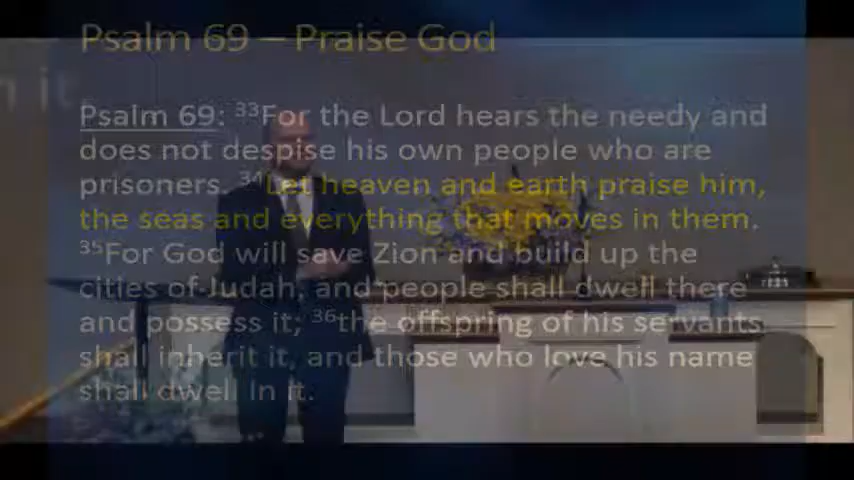 Psalm 69 – Praise God
n it.
Psalm 69: ³³For the Lord hears the needy and
does not despise his own people who are
prisoners. ³⁴Let heaven and earth praise him,
the seas and everything that moves in them.
³⁵For God will save Zion and build up the
cities of Judah, and people shall dwell there
and possess it; ³⁶the offspring of his servants
shall inherit it, and those who love his name
shall dwell in it.